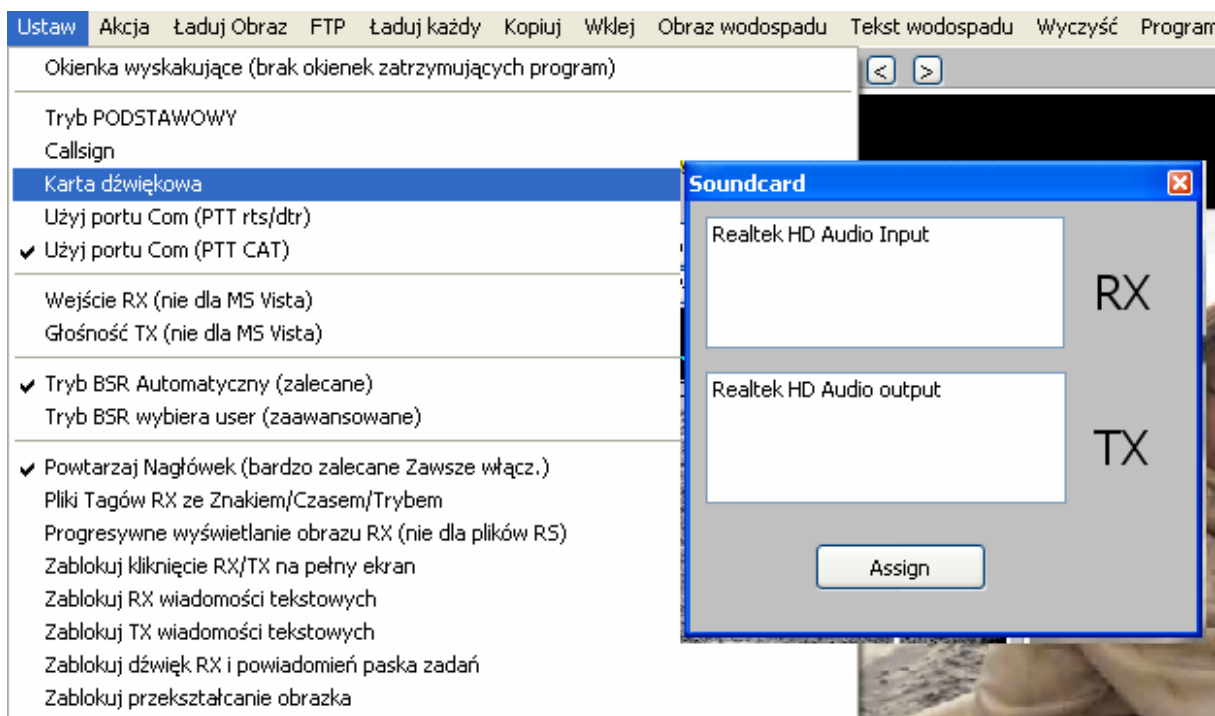 Ustaw Akcja Ładuj Obraz FTP Ładuj każdy Kopiuj Wklej Obraz wodospadu Tekst wodospadu Wyczyść Program
Okienka wyskakujące (brak okienek zatrzymujących program)
< >
Tryb PODSTAWOWY
Callsign
Karta dźwiękowa
Użyj portu Com (PTT rts/dtr)
Użyj portu Com (PTT CAT)
Wejście RX (nie dla MS Vista)
Głośność TX (nie dla MS Vista)
Tryb BSR Automatyczny (zalecane)
Tryb BSR wybiera user (zaawansowane)
Powtarzaj Nagłówek (bardzo zalecane Zawsze włącz.)
Pliki Tagów RX ze Znakiem/Czasem/Trybem
Progresywne wyświetlanie obrazu RX (nie dla plików RS)
Zablokuj kliknięcie RX/TX na pełny ekran
Zablokuj RX wiadomości tekstowych
Zablokuj TX wiadomości tekstowych
Zablokuj dźwięk RX i powiadomień paska zadań
Zablokuj przekształcanie obrazka
Soundcard
Realtek HD Audio Input
RX
Realtek HD Audio output
TX
Assign